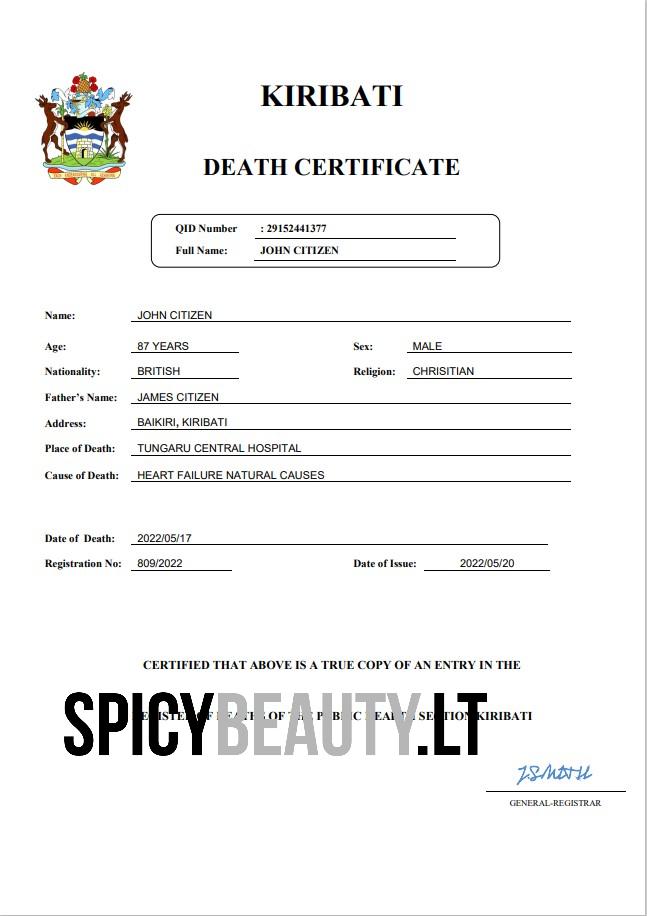 KIRIBATI
DEATH CERTIFICATE
QID Number : 29152441377
Full Name: JOHN CITIZEN
Name: JOHN CITIZEN
Age: 87 YEARS Sex: MALE
Nationality: BRITISH Religion: CHRISITIAN
Father's Name: JAMES CITIZEN
Address: BAIKIRI, KIRIBATI
Place of Death: TUNGARU CENTRAL HOSPITAL
Cause of Death: HEART FAILURE NATURAL CAUSES
Date of Death: 2022/05/17
Registration No: 809/2022 Date of Issue: 2022/05/20
CERTIFIED THAT ABOVE IS A TRUE COPY OF AN ENTRY IN THE
REGISTER OF DEATHS OF THE PUBLIC HEALTH SECTION KIRIBATI
SPICYBEAUTY.LT
GENERAL-REGISTRAR